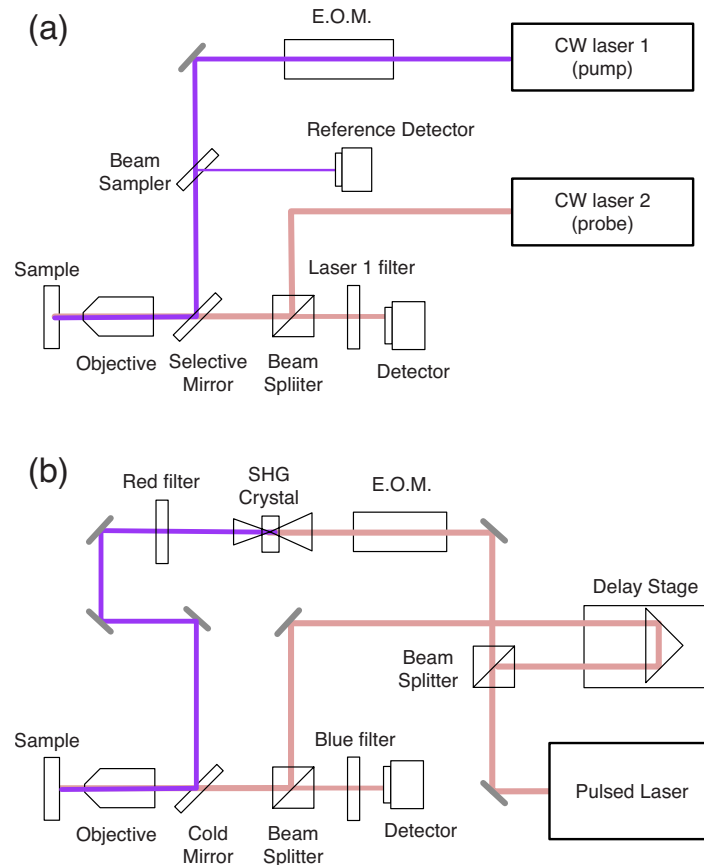 (a)
E.O.M.
CW laser 1
(pump)
Reference Detector
Beam
Sampler
CW laser 2
(probe)
Sample
Laser 1 filter
Objective
Selective
Mirror
Beam
Spliiter
Detector
(b)
Red filter
SHG
Crystal
E.O.M.
Delay Stage
Beam
Splitter
Sample
Blue filter
Pulsed Laser
Objective
Cold
Mirror
Beam
Splitter
Detector